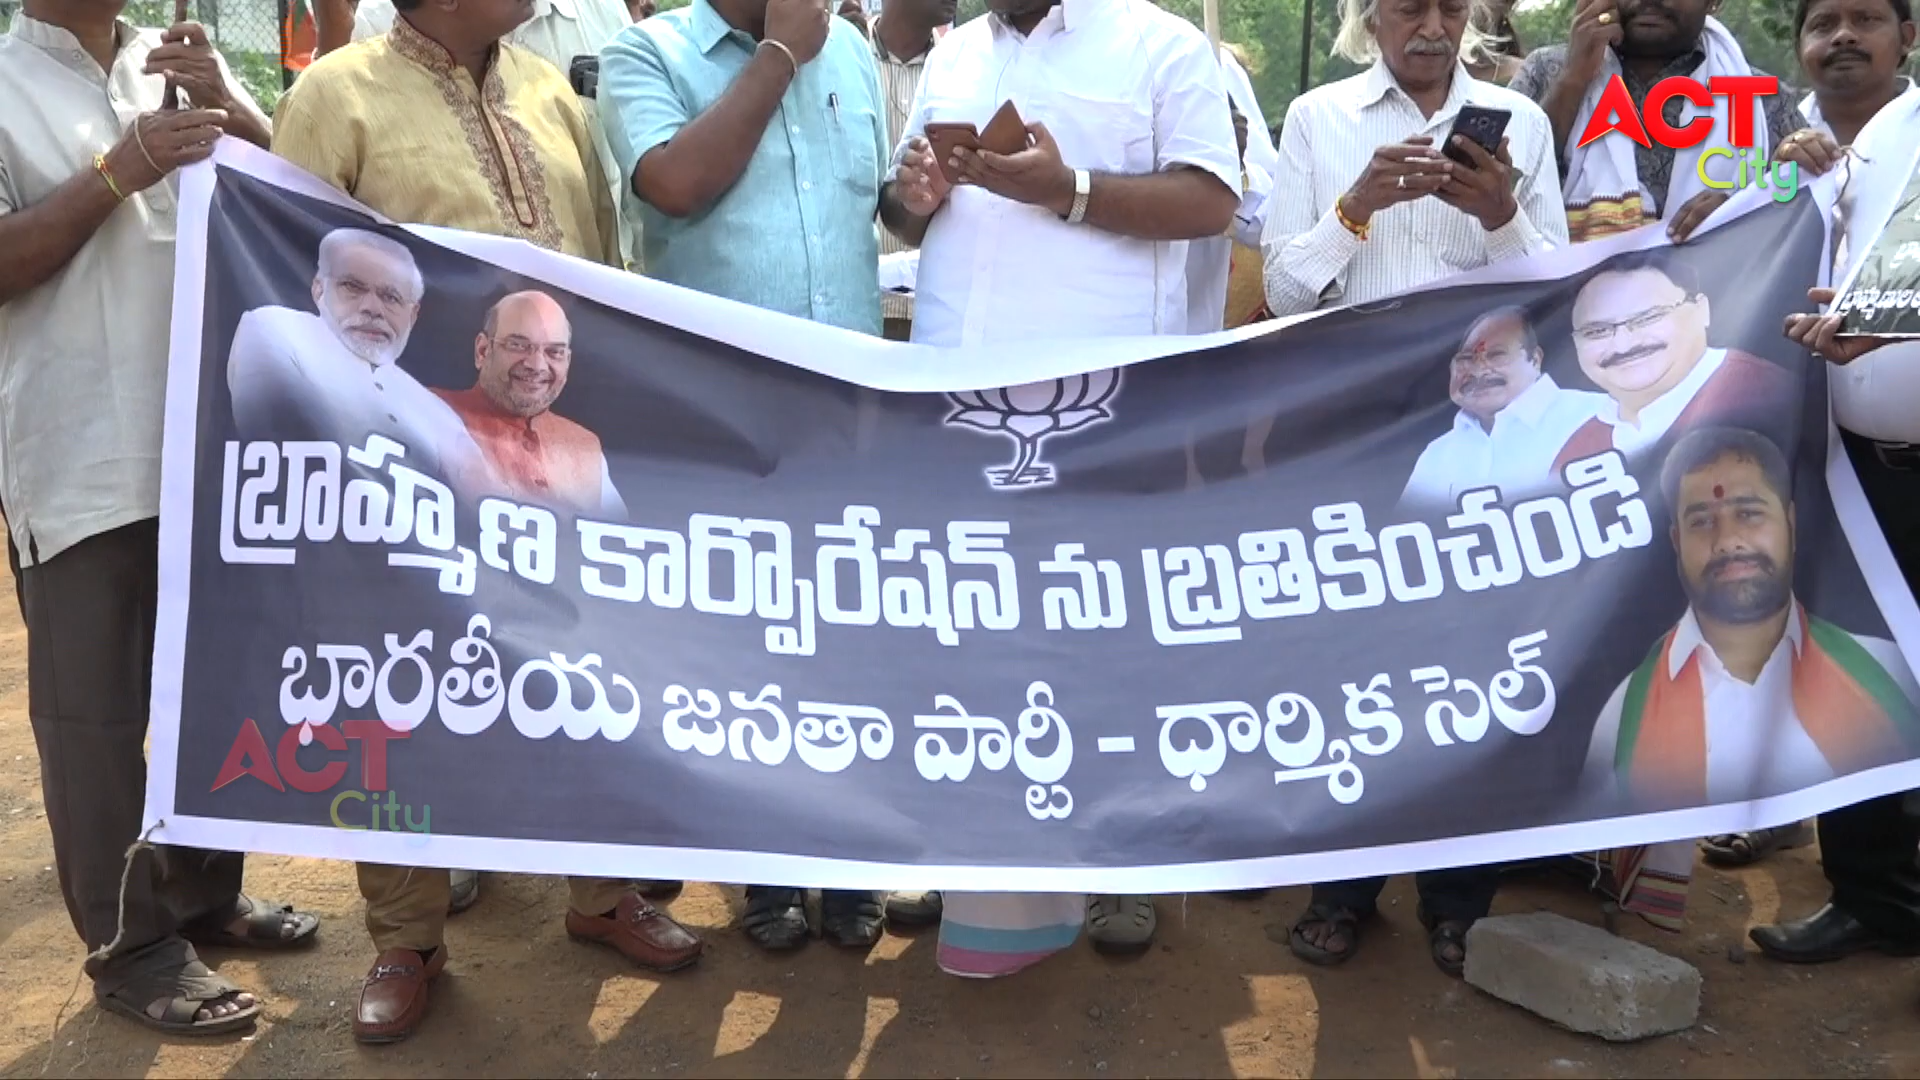 ACT
City
బ్రాహ్మణ కార్పొరేషన్ ను బ్రతికించండి
భారతీయ జనతా పార్టీ - ధార్మిక సెల్
ACT
City